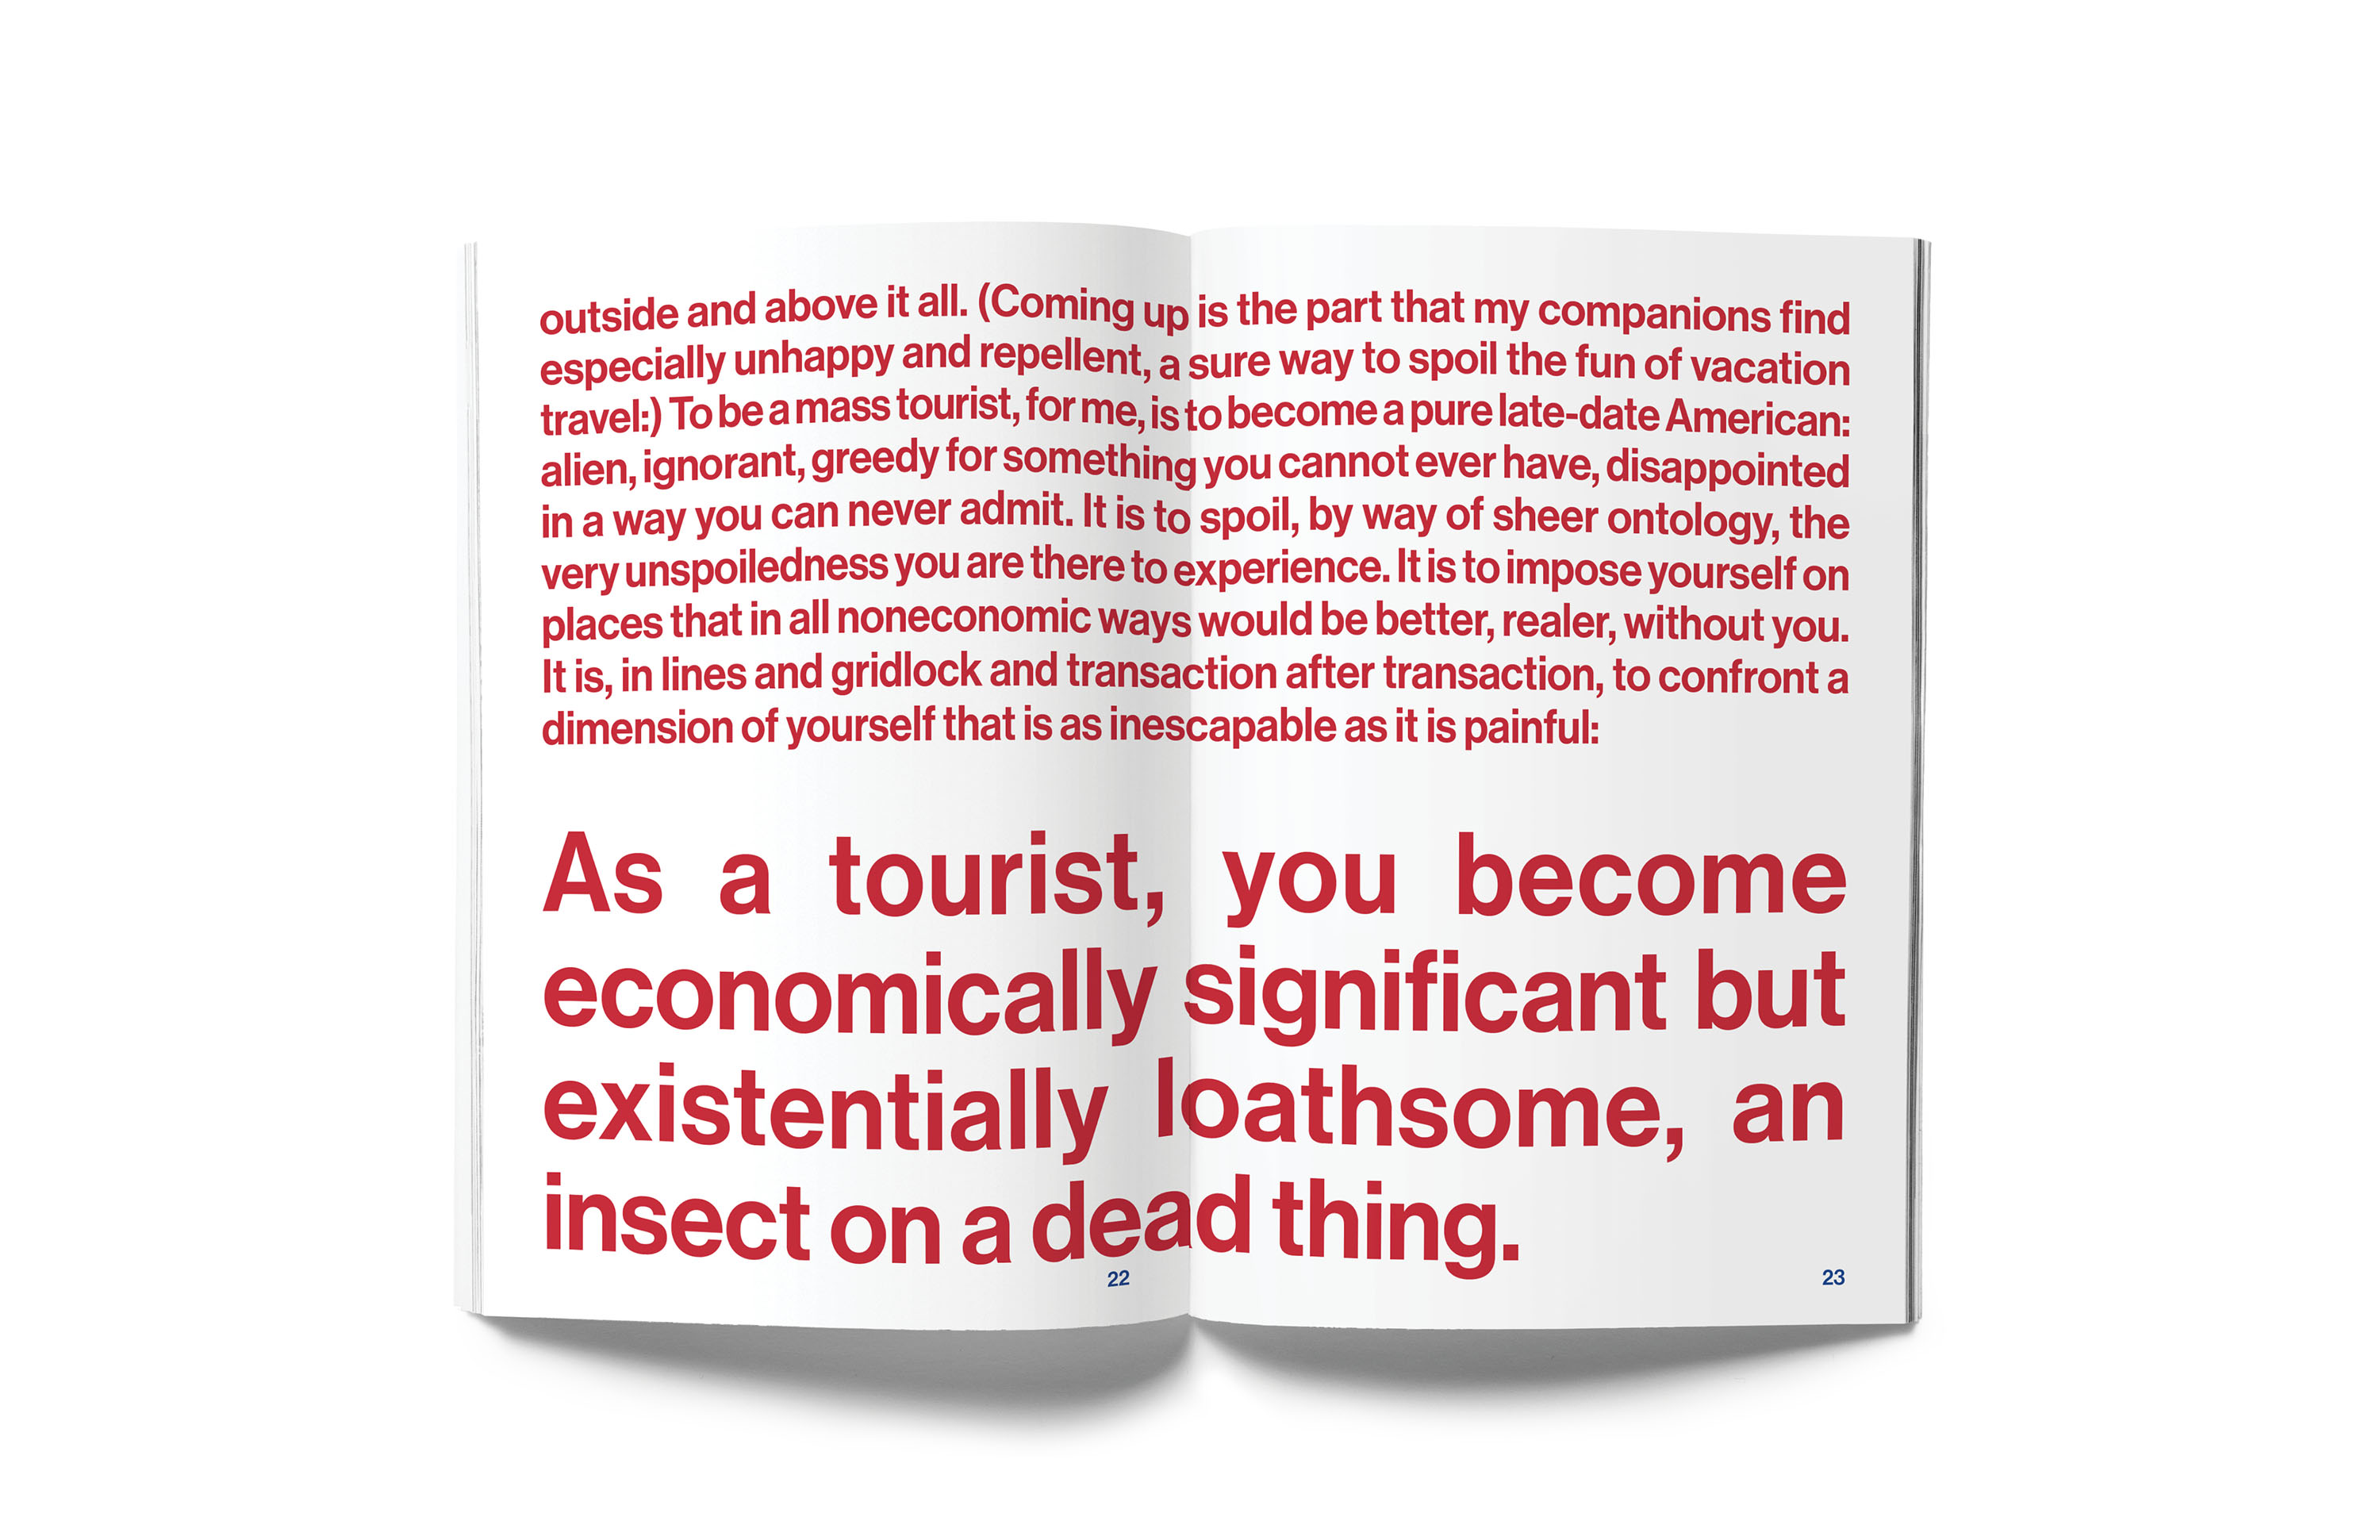 outside and above it all. (Coming up is the part that my companions find
especially unhappy and repellent, a sure way to spoil the fun of vacation
travel:) To be a mass tourist, for me, is to become a pure late-date American:
alien, ignorant, greedy for something you cannot ever have, disappointed
in a way you can never admit. It is to spoil, by way of sheer ontology, the
very unspoiledness you are there to experience. It is to impose yourself on
places that in all noneconomic ways would be better, realer, without you.
It is, in lines and gridlock and transaction after transaction, to confront a
dimension of yourself that is as inescapable as it is painful:
As a tourist, you become
economically significant but
existentially loathsome, an
insect on a dead thing.
22
23